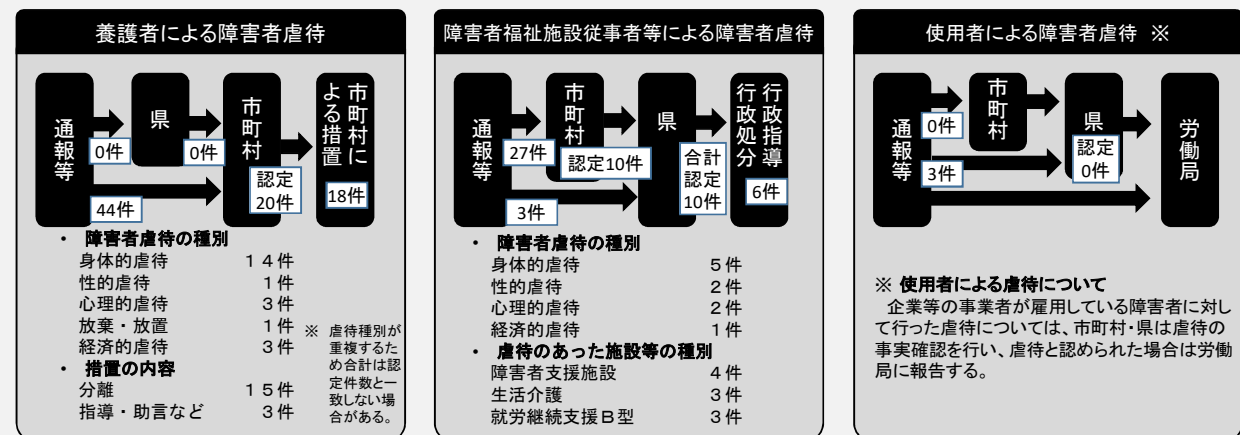 養護者による障害者虐待
通報等
0件
県
0件
市町村
認定
20件
市町村による措置
18件
44件
・ 障害者虐待の種別
身体的虐待 14件
性的虐待 1件
心理的虐待 3件
放棄・放置 1件
経済的虐待 3件
・ 措置の内容
分離 15件
指導・助言など 3件
※ 虐待種別が
重複するた
め合計は認
定件数と一
致しない場
合がある。
障害者福祉施設従事者等による障害者虐待
通報等
27件
市町村
認定10件
県
合計
認定
10件
行政指導
行政処分
6件
3件
・ 障害者虐待の種別
身体的虐待 5件
性的虐待 2件
心理的虐待 2件
経済的虐待 1件
・ 虐待のあった施設等の種別
障害者支援施設 4件
生活介護 3件
就労継続支援B型 3件
使用者による障害者虐待 ※
通報等
0件
市町村
3件
県
認定
0件
労働局
※ 使用者による虐待について
企業等の事業者が雇用している障害者に対し
て行った虐待については、市町村・県は虐待の
事実確認を行い、虐待と認められた場合は労働
局に報告する。